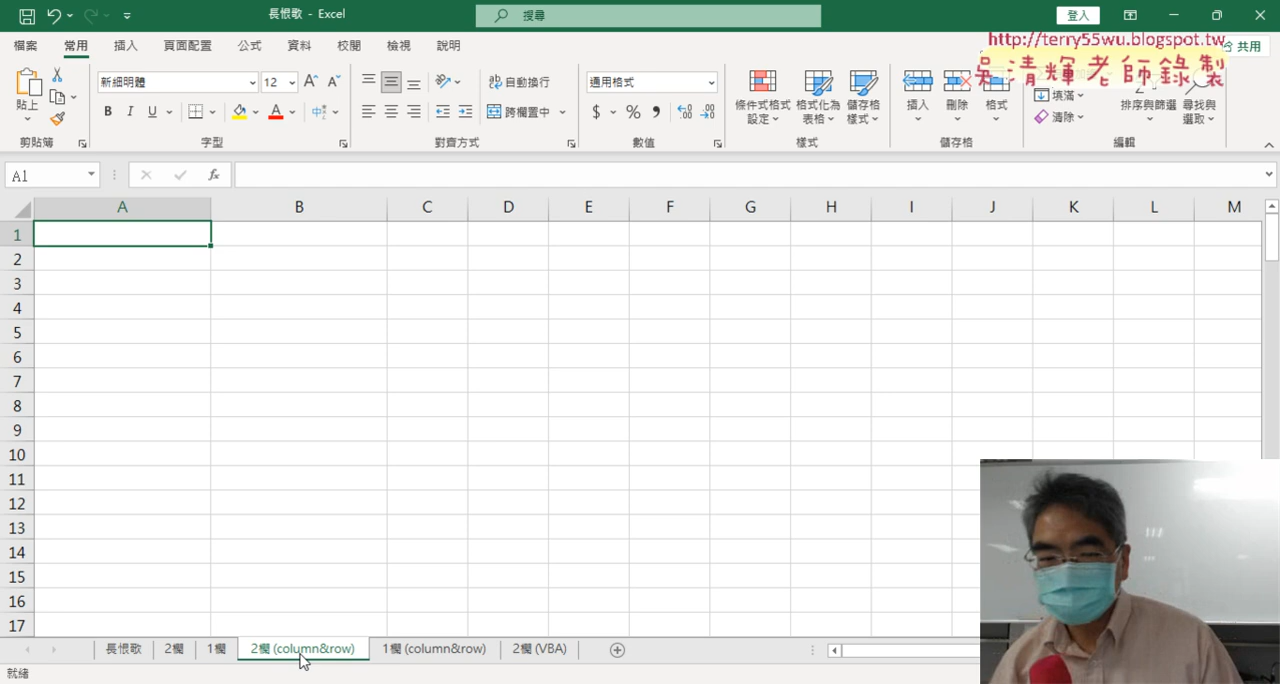 長恨歌 - Excel
搜尋
登入
http://terry55wu.blogspot.tw
吳清輝老師錄製
檔案 常用 插入 頁面配置 公式 資料 校閱 檢視 說明 共用
貼上
新細明體 12
B I U
自動換行
跨欄置中
通用格式
$ %
條件式格式設定
格式化為表格
儲存格樣式
插入 刪除 格式
填滿
清除
排序與篩選
尋找與選取
剪貼簿 字型 對齊方式 數值 樣式 儲存格 編輯
A1
fx
A B C D E F G H I J K L M
1
2
3
4
5
6
7
8
9
10
11
12
13
14
15
16
17
長恨歌 2欄 1欄 2欄 (column&row) 1欄 (column&row) 2欄 (VBA)
就緒